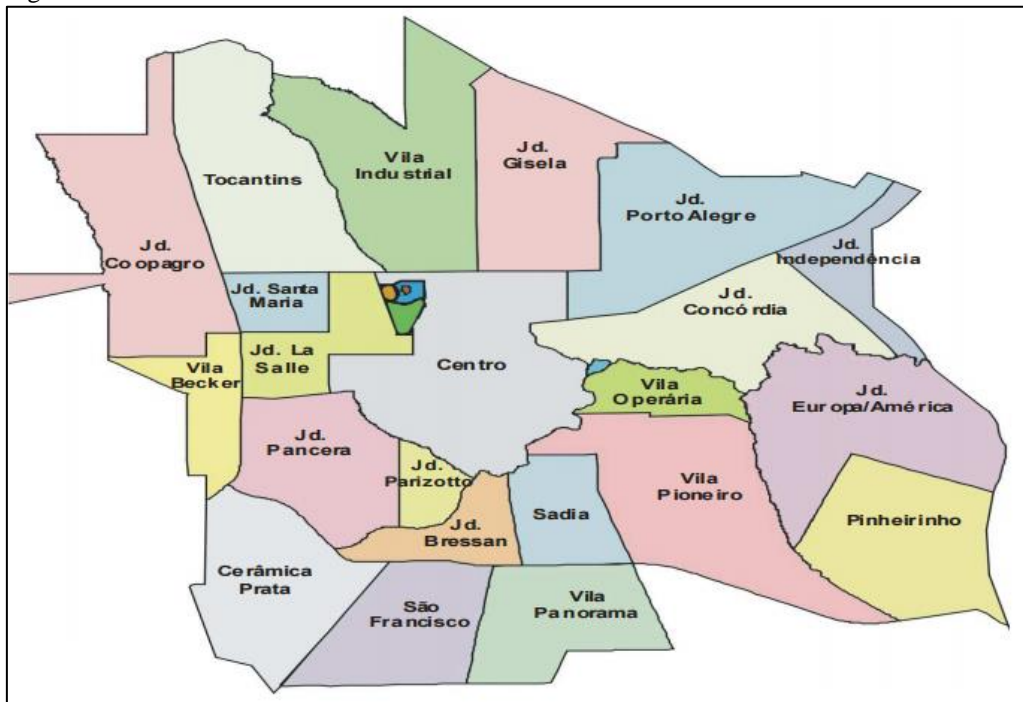 Vila
Industrial
Jd.
Gisela
Tocantins
Jd.
Porto Alegre
Jd.
Coopagro
Jd.
Independência
Jd. Santa
Maria
Jd.
Concórdia
Jd. La
Salle
Centro
Vila
Becker
Vila
Operária
Jd.
Europa/América
Jd.
Pancera
Jd.
Parizotto
Vila
Pioneiro
Sadia
Pinheirinho
Jd.
Bressan
Cerâmica
Prata
São
Francisco
Vila
Panorama